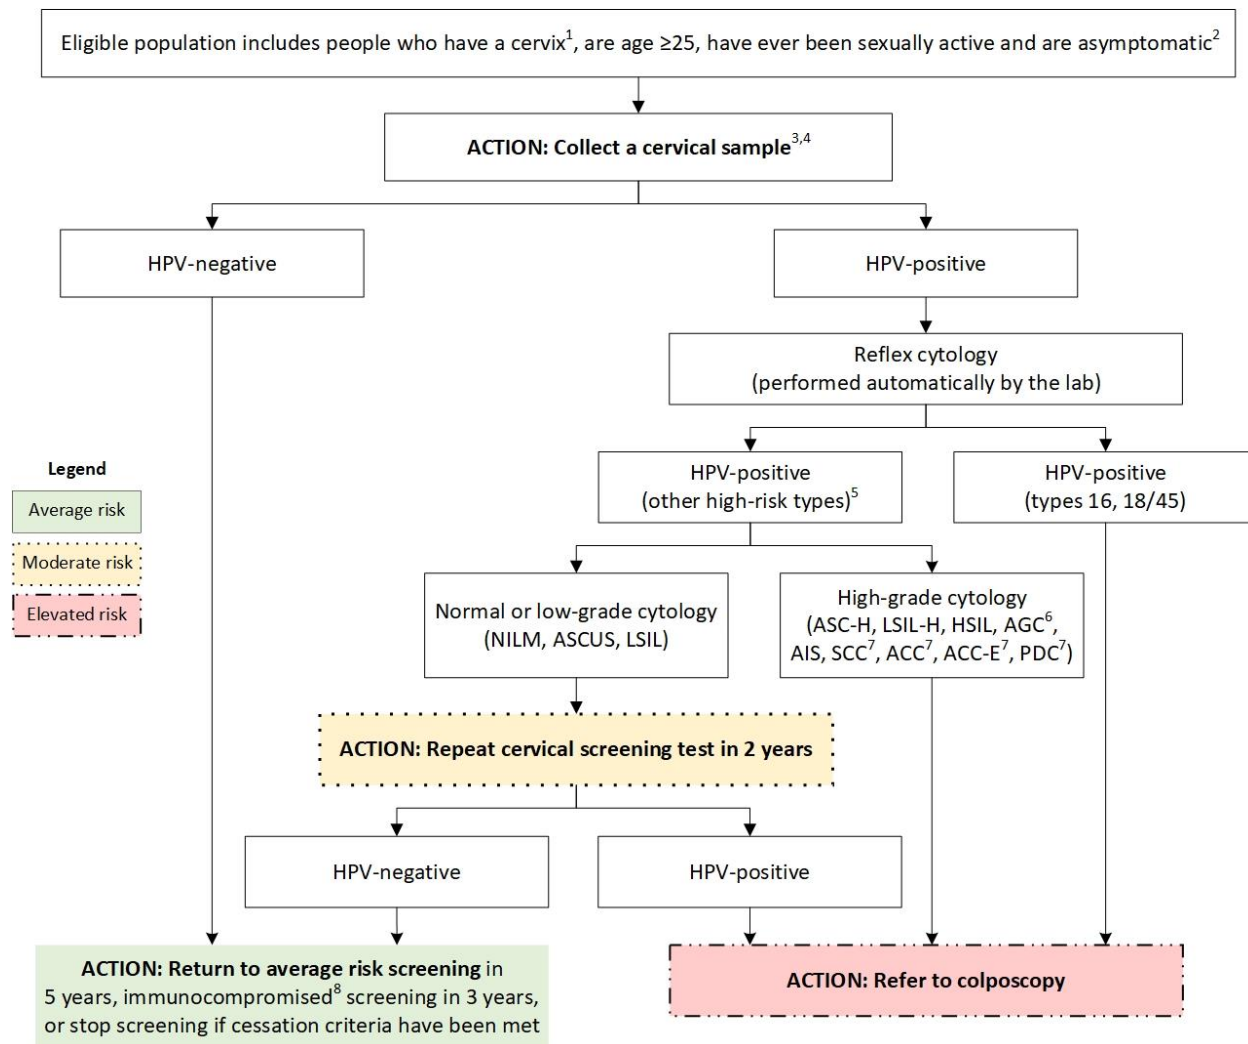 Eligible population includes people who have a cervix1, are age ≥25, have ever been sexually active and are asymptomatic2
ACTION: Collect a cervical sample3,4
HPV-negative
HPV-positive
Reflex cytology
(performed automatically by the lab)
HPV-positive
(other high-risk types)5
HPV-positive
(types 16, 18/45)
Legend
Average risk
Moderate risk
Elevated risk
Normal or low-grade cytology
(NILM, ASCUS, LSIL)
High-grade cytology
(ASC-H, LSIL-H, HSIL, AGC6,
AIS, SCC7, ACC7, ACC-E7, PDC7)
ACTION: Repeat cervical screening test in 2 years
HPV-negative
HPV-positive
ACTION: Return to average risk screening in
5 years, immunocompromised8 screening in 3 years,
or stop screening if cessation criteria have been met
ACTION: Refer to colposcopy